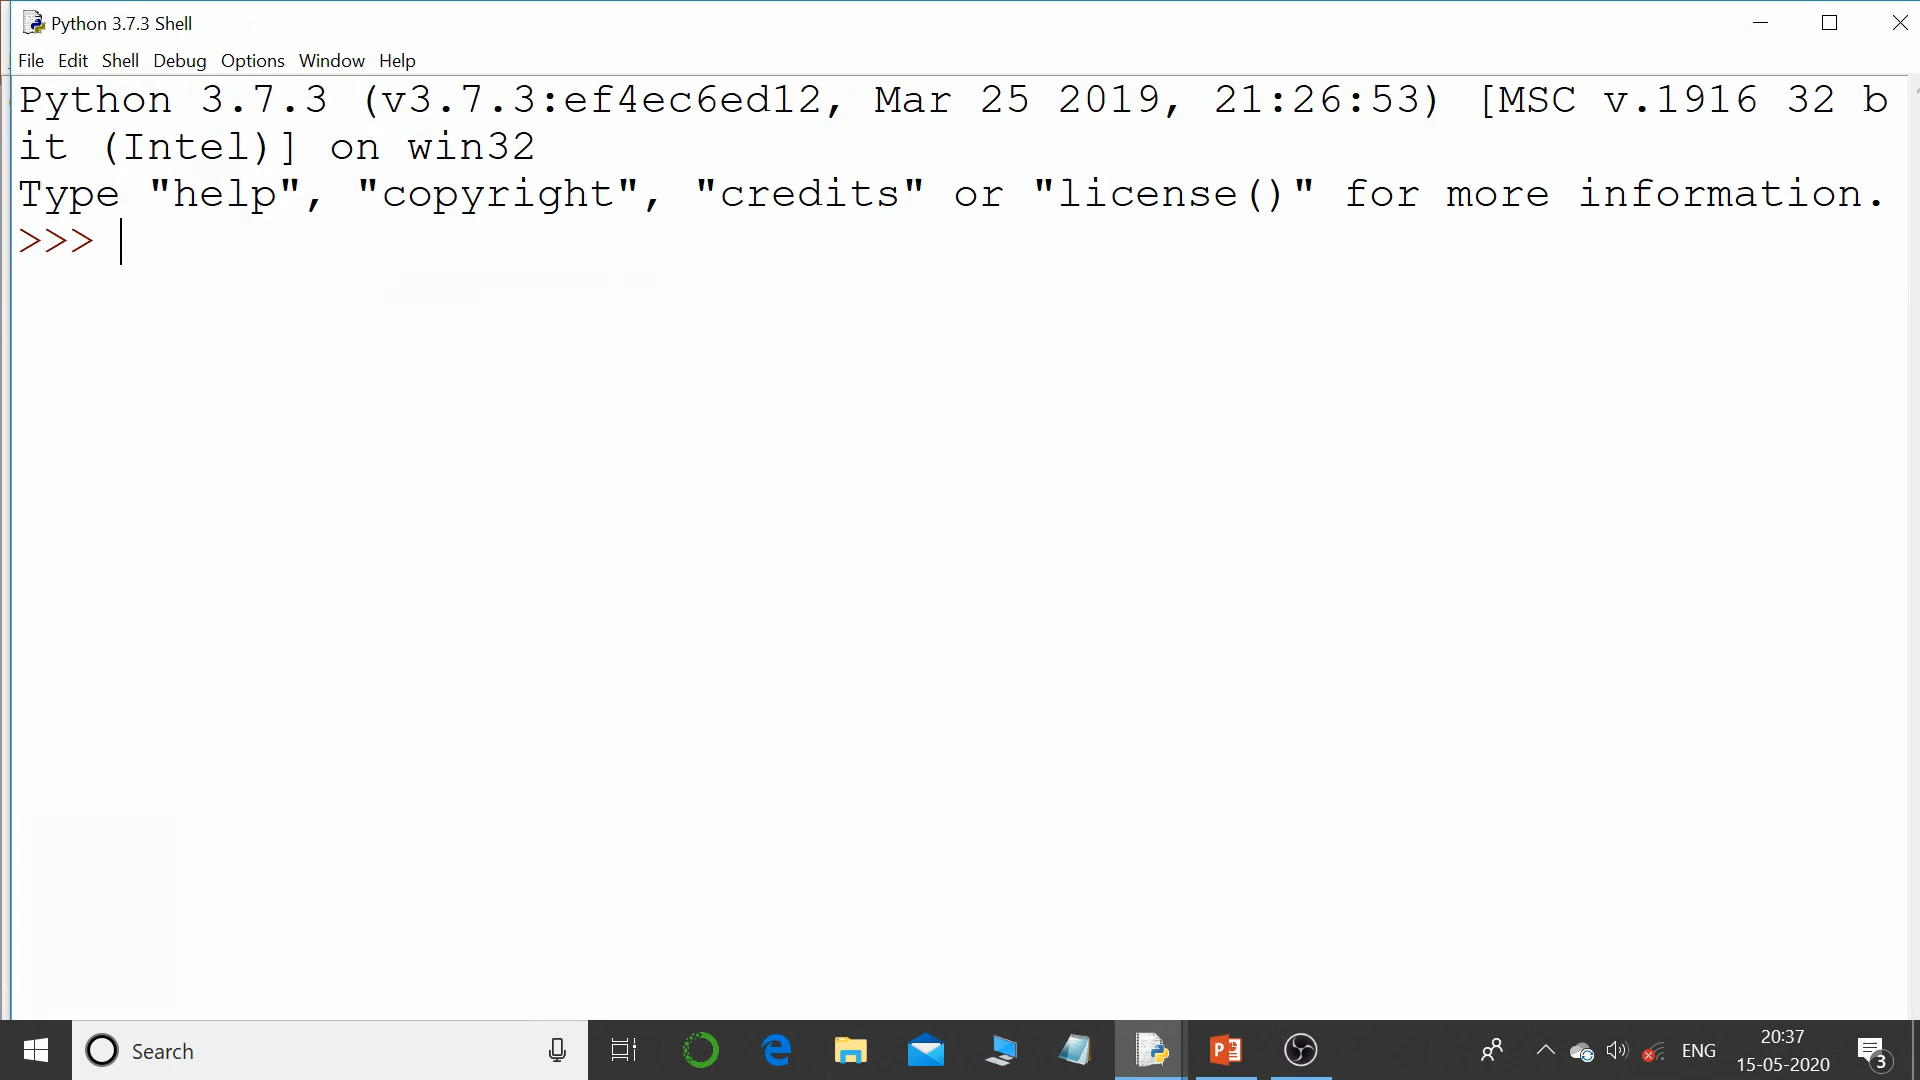 Python 3.7.3 Shell
File Edit Shell Debug Options Window Help
Python 3.7.3 (v3.7.3:ef4ec6ed12, Mar 25 2019, 21:26:53) [MSC v.1916 32 b
it (Intel)] on win32
Type "help", "copyright", "credits" or "license()" for more information.
>>>
Search
ENG
20:37
15-05-2020
3